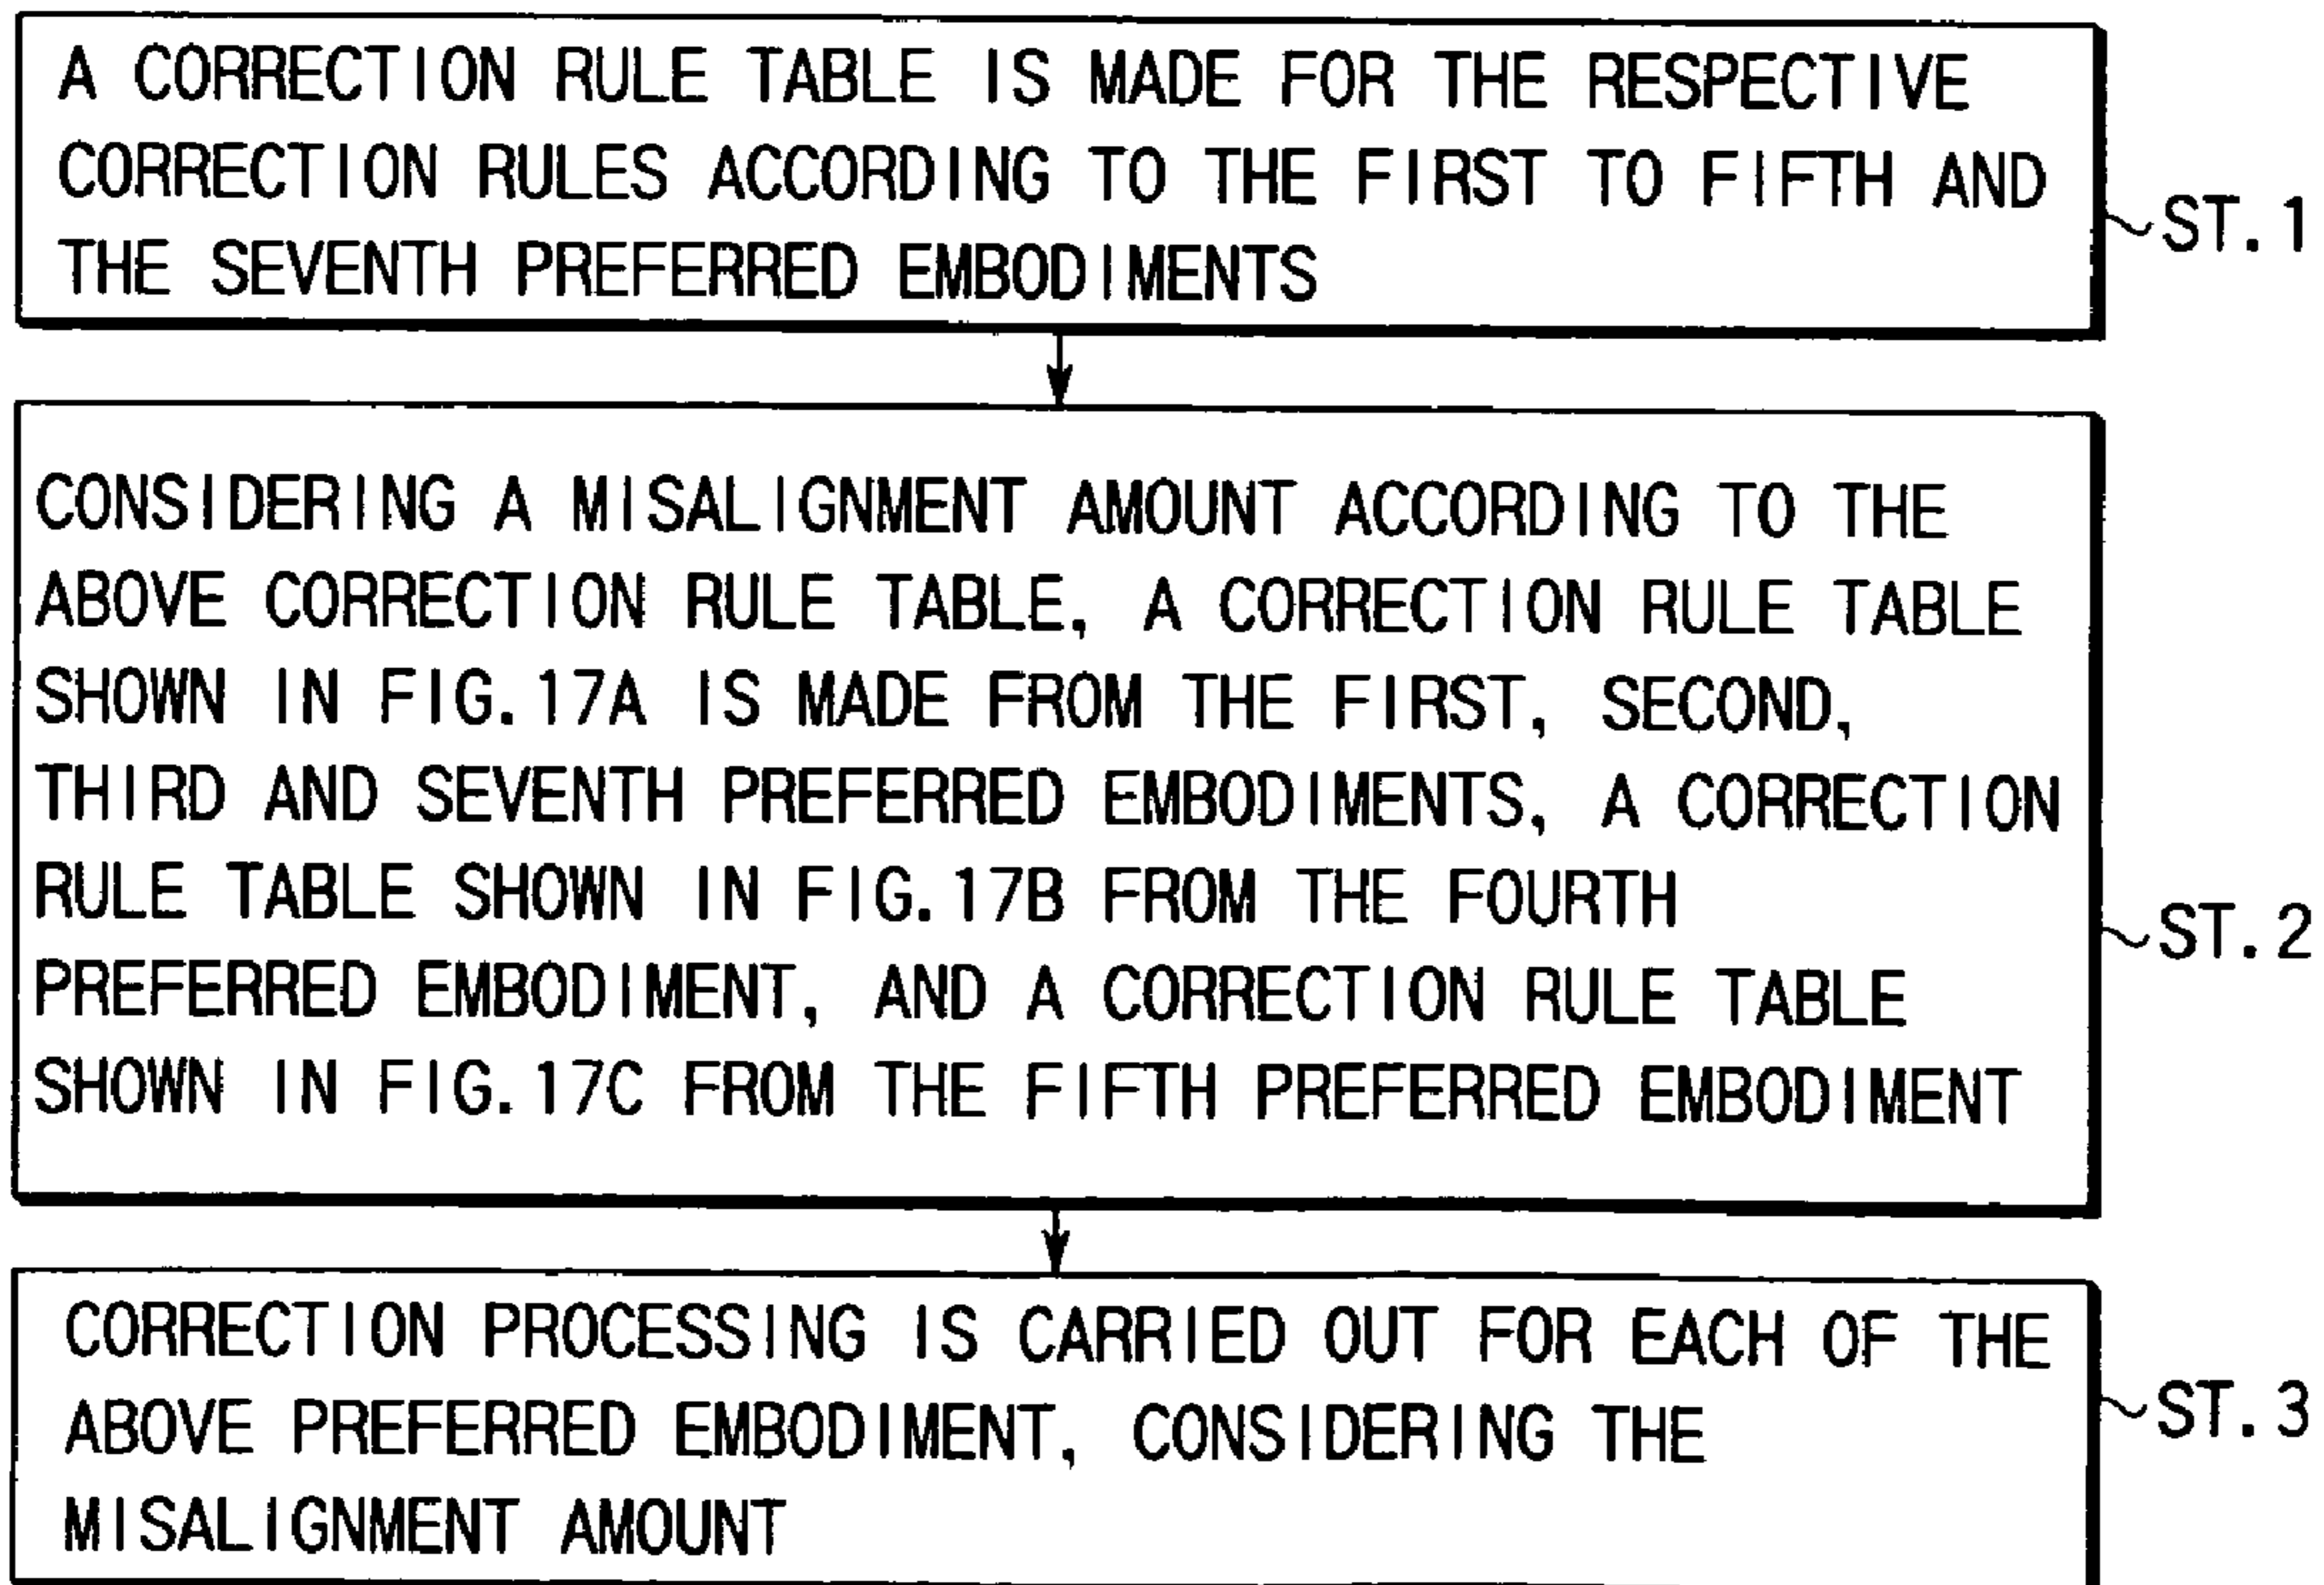 A CORRECTION RULE TABLE IS MADE FOR THE RESPECTIVE
CORRECTION RULES ACCORDING TO THE FIRST TO FIFTH AND
THE SEVENTH PREFERRED EMBODIMENTS
ST.1
CONSIDERING A MISALIGNMENT AMOUNT ACCORDING TO THE
ABOVE CORRECTION RULE TABLE, A CORRECTION RULE TABLE
SHOWN IN FIG.17A IS MADE FROM THE FIRST, SECOND,
THIRD AND SEVENTH PREFERRED EMBODIMENTS, A CORRECTION
RULE TABLE SHOWN IN FIG.17B FROM THE FOURTH
PREFERRED EMBODIMENT, AND A CORRECTION RULE TABLE
SHOWN IN FIG.17C FROM THE FIFTH PREFERRED EMBODIMENT
ST.2
CORRECTION PROCESSING IS CARRIED OUT FOR EACH OF THE
ABOVE PREFERRED EMBODIMENT, CONSIDERING THE
MISALIGNMENT AMOUNT
ST.3